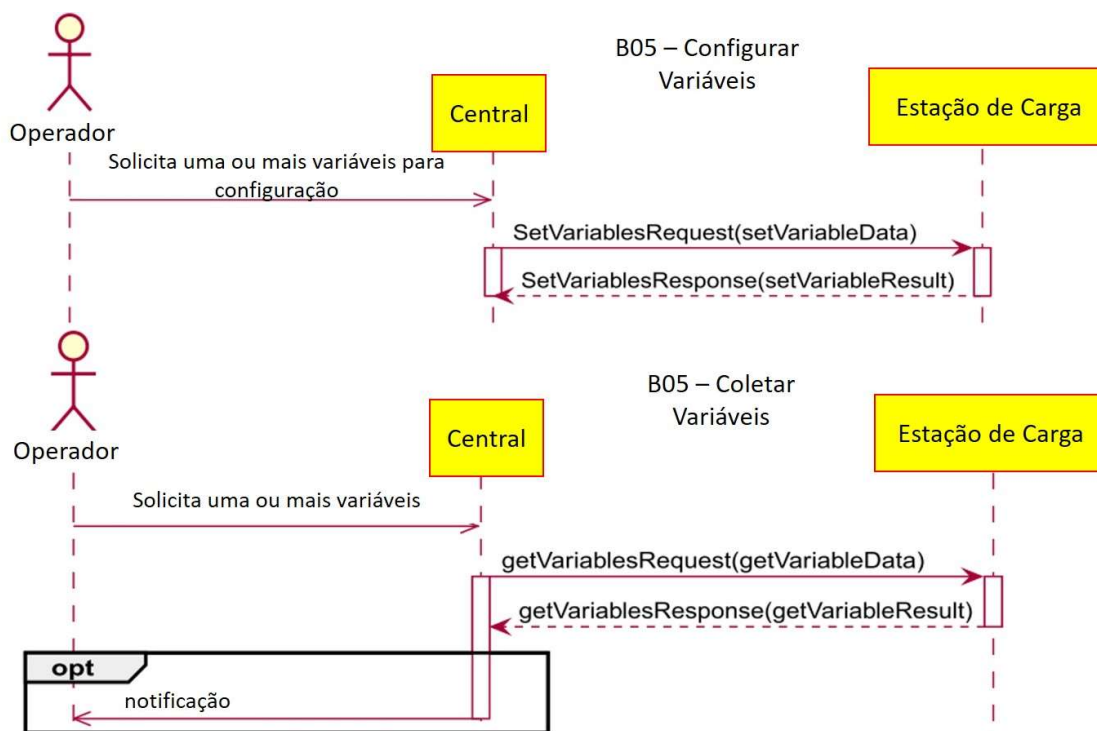 B05 – Configurar
Variáveis
Operador
Central
Estação de Carga
Solicita uma ou mais variáveis para
configuração
SetVariablesRequest(setVariableData)
SetVariablesResponse(setVariableResult)
B05 – Coletar
Variáveis
Operador
Central
Estação de Carga
Solicita uma ou mais variáveis
getVariablesRequest(getVariableData)
getVariablesResponse(getVariableResult)
opt
notificação